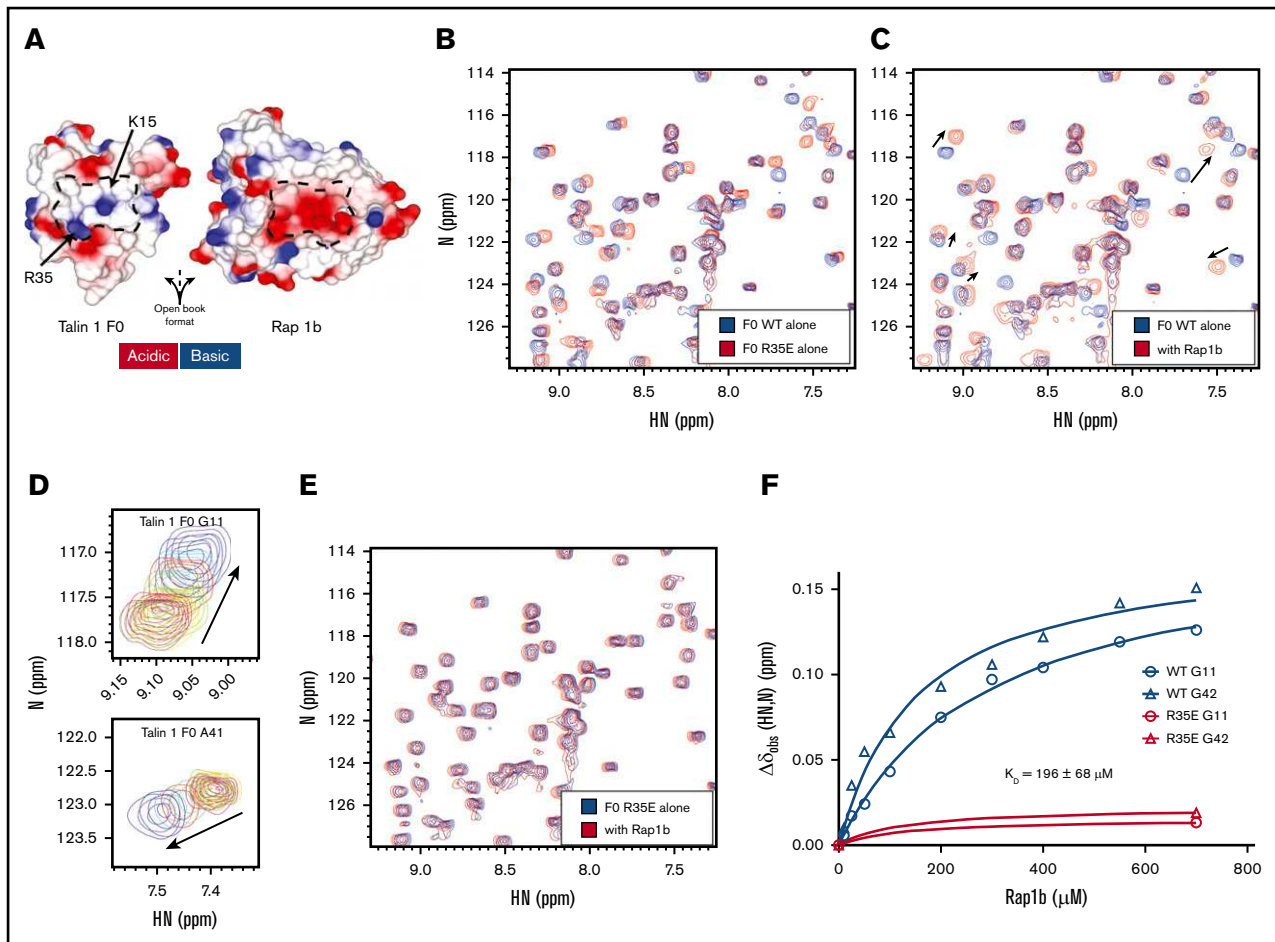 A
K15
R35
Talin 1 F0
Open book
format
Rap 1b
Acidic
Basic
B
114
116
118
120
122
124
126
N (ppm)
9.0
8.5
8.0
7.5
HN (ppm)
F0 WT alone
F0 R35E alone
C
114
116
118
120
122
124
126
N (ppm)
9.0
8.5
8.0
7.5
HN (ppm)
F0 WT alone
with Rap1b
D
Talin 1 F0 G11
117.0
117.5
118.0
9.15
9.10
9.05
9.00
N (ppm)
Talin 1 F0 A41
122.0
122.5
123.0
123.5
7.5
7.4
HN (ppm)
E
114
116
118
120
122
124
126
N (ppm)
9.0
8.5
8.0
7.5
HN (ppm)
F0 R35E alone
with Rap1b
F
0.15
0.10
0.05
0.00
Δδobs (HN,N) (ppm)
0
200
400
600
800
Rap1b (μM)
WT G11
WT G42
R35E G11
R35E G42
KD = 196 ± 68 μM